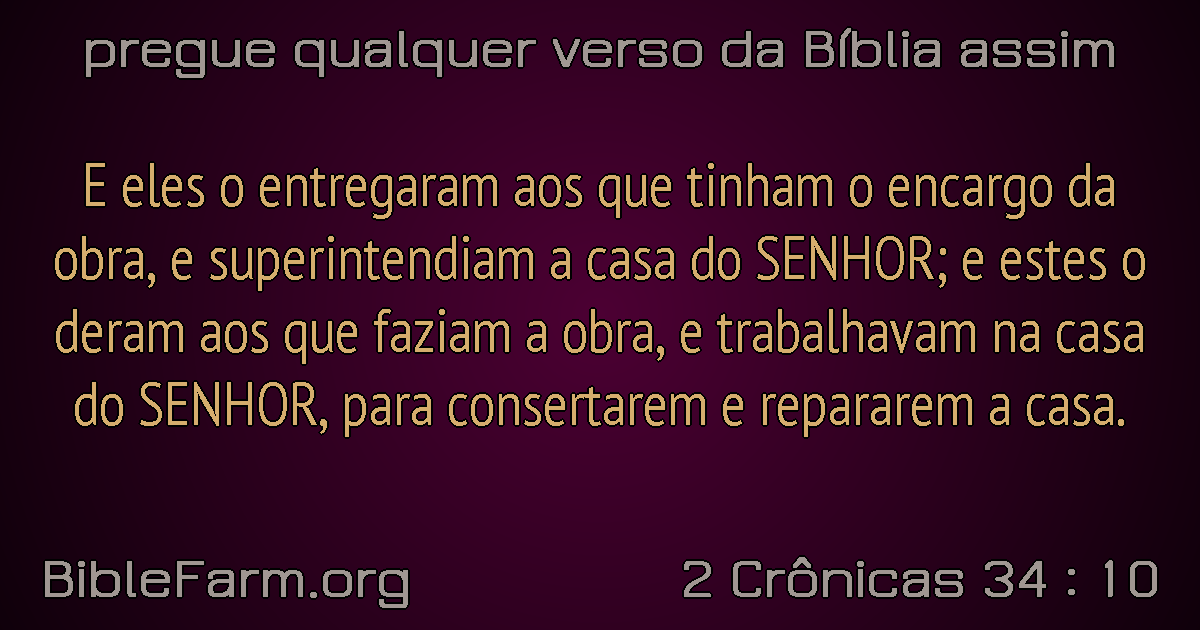 pregue qualquer verso da Bíblia assim
E eles o entregaram aos que tinham o encargo da
obra, e superintendiam a casa do SENHOR; e estes o
deram aos que faziam a obra, e trabalhavam na casa
do SENHOR, para consertarem e repararem a casa.
BibleFarm.org
2 Crônicas 34 : 10